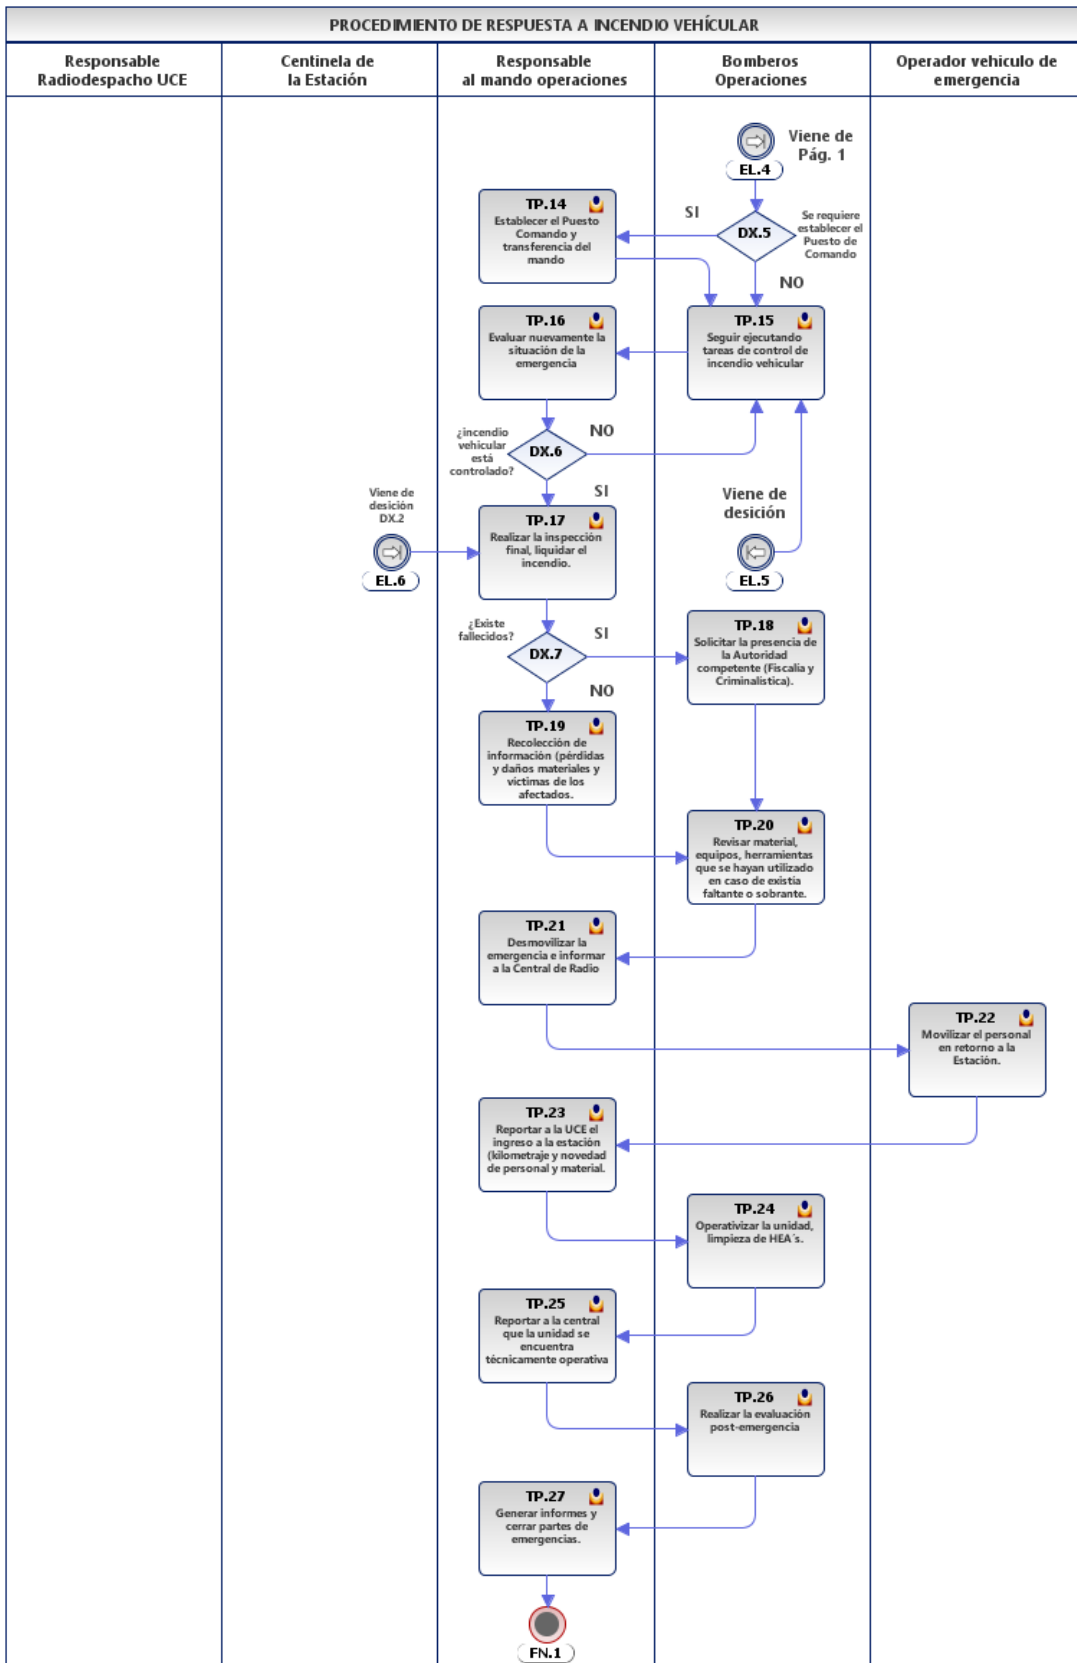 PROCEDIMIENTO DE RESPUESTA A INCENDIO VEHÍCULAR
Responsable
Radiodespacho UCE
Centinela de
la Estación
Responsable
al mando operaciones
Bomberos
Operaciones
Operador vehiculo de
emergencia
Viene de
Pág. 1
EL.4
TP.14
Establecer el Puesto
Comando y
transferencia del
mando
SI
DX.5
Se requiere
establecer el
Puesto de
Comando
NO
TP.16
Evaluar nuevamente la
situación de la
emergencia
TP.15
Seguir ejecutando
tareas de control de
incendio vehicular
¿incendio
vehicular
está
controlado?
DX.6
NO
SI
Viene de
desición
DX.2
EL.6
TP.17
Realizar la inspección
final, liquidar el
incendio.
Viene de
desición
EL.5
¿Existe
fallecidos?
DX.7
SI
NO
TP.18
Solicitar la presencia de
la Autoridad
competente (Fiscalía y
Criminalística).
TP.19
Recolección de
información (pérdidas
y daños materiales y
víctimas de los
afectados.
TP.20
Revisar material,
equipos, herramientas
que se hayan utilizado
en caso de existía
faltante o sobrante.
TP.21
Desmovilizar la
emergencia e informar
a la Central de Radio
TP.22
Movilizar el personal
en retorno a la
Estación.
TP.23
Reportar a la UCE el
ingreso a la estación
(kilometraje y novedad
de personal y material.
TP.24
Operativizar la unidad,
limpieza de HEA´s.
TP.25
Reportar a la central
que la unidad se
encuentra
técnicamente operativa
TP.26
Realizar la evaluación
post-emergencia
TP.27
Generar informes y
cerrar partes de
emergencias.
FN.1